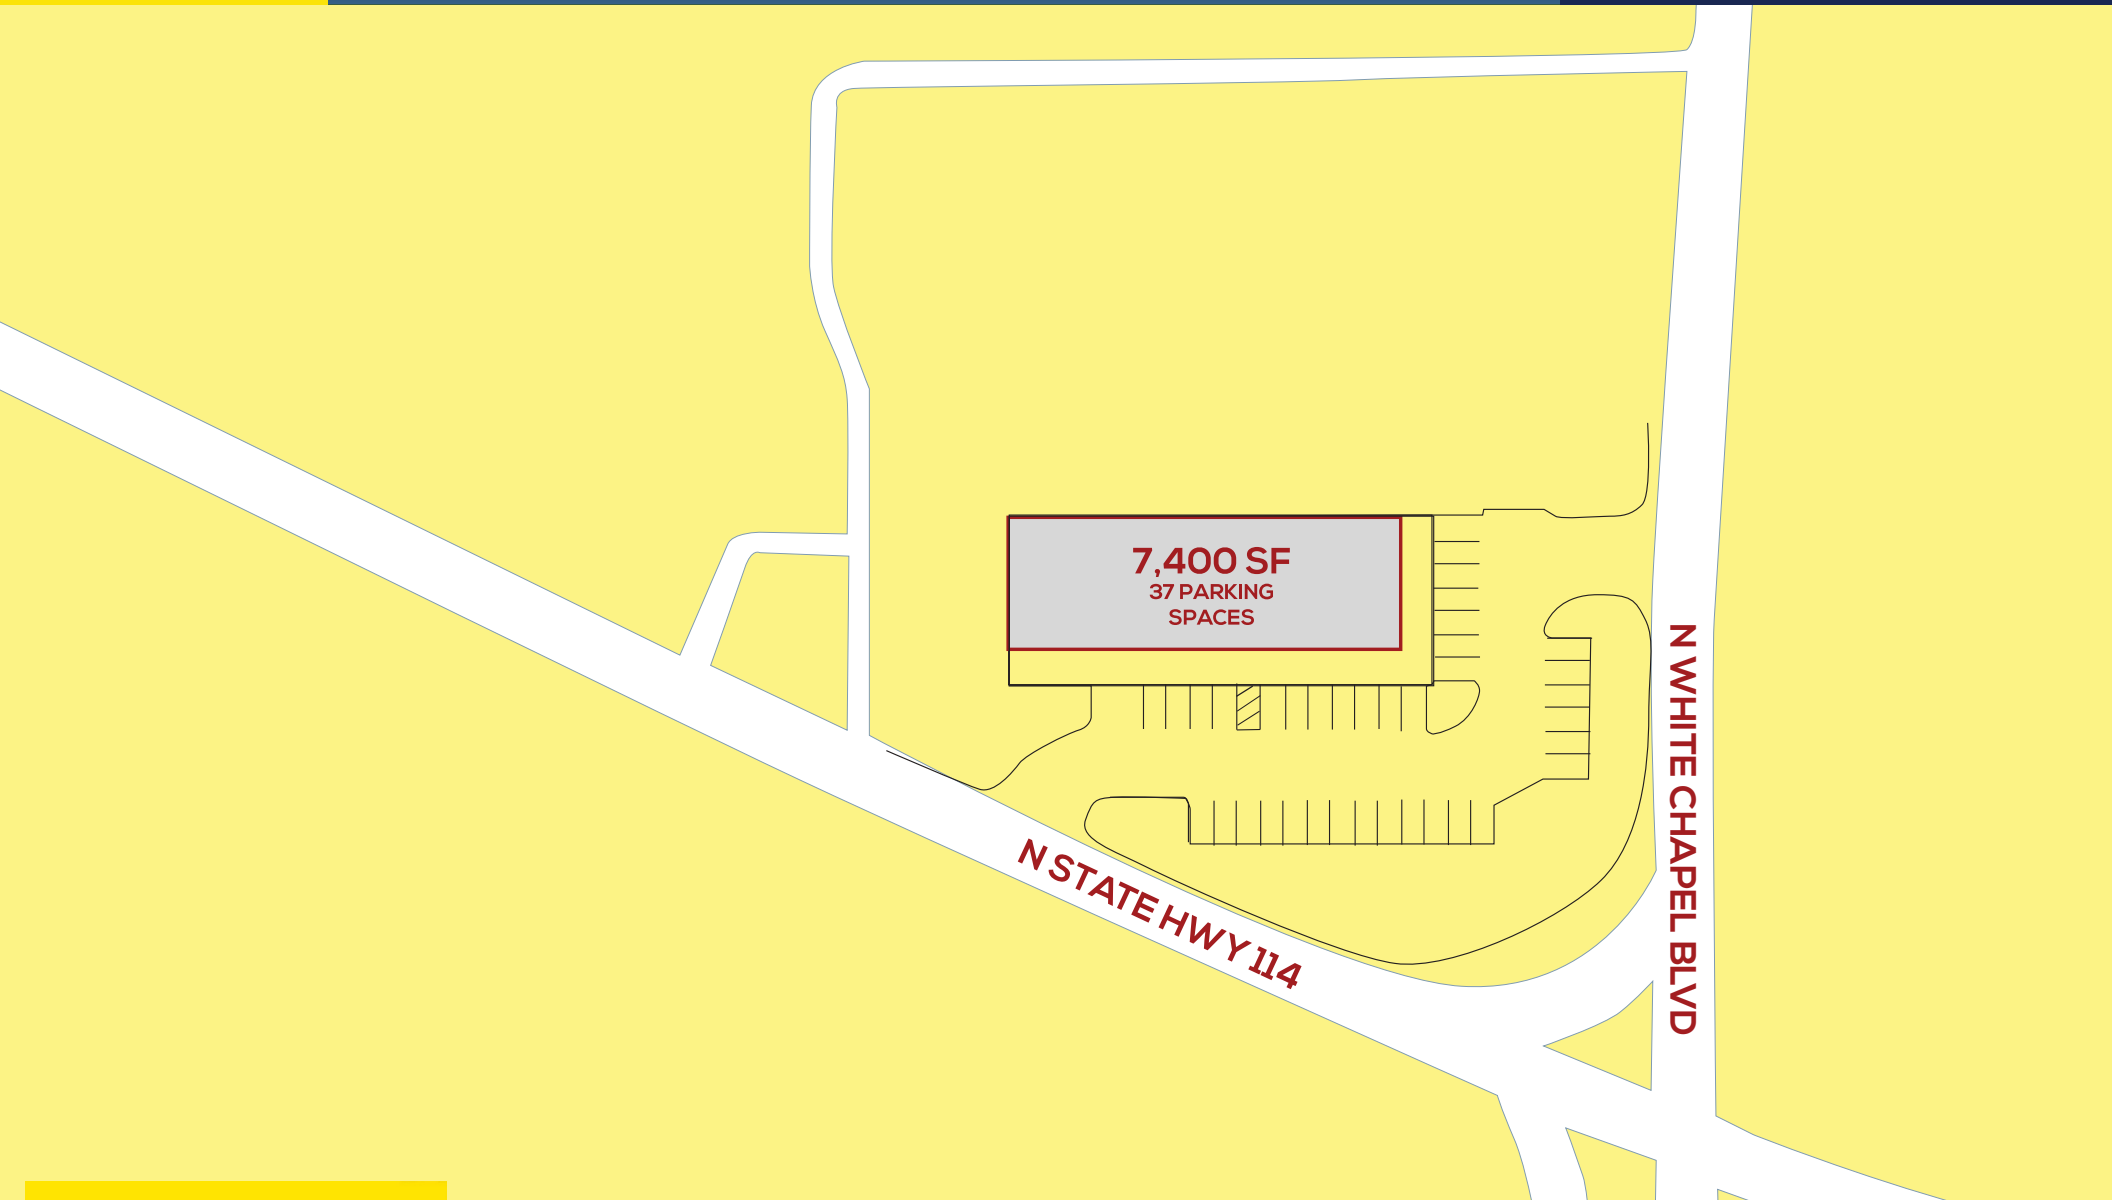 7,400 SF
37 PARKING
SPACES
N WHITE CHAPEL BLVD
N STATE HWY 114